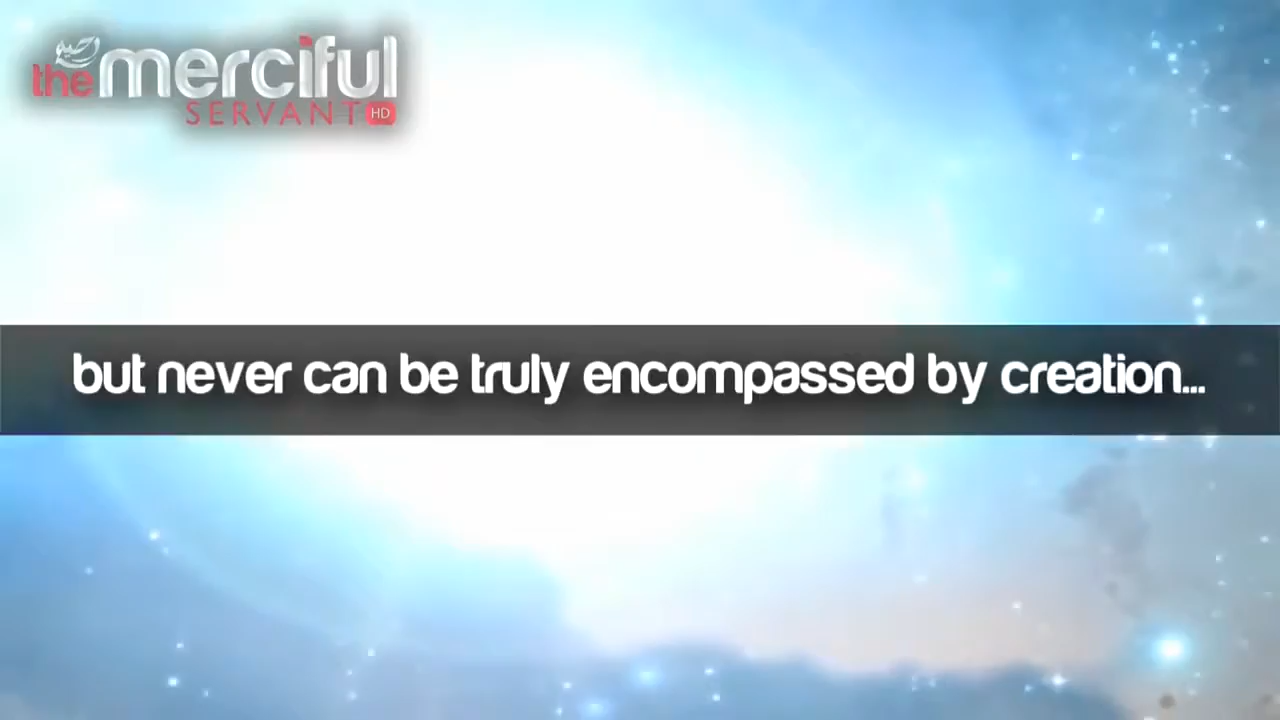 the merciful
SERVANT HD
but never can be truly encompassed by creation...